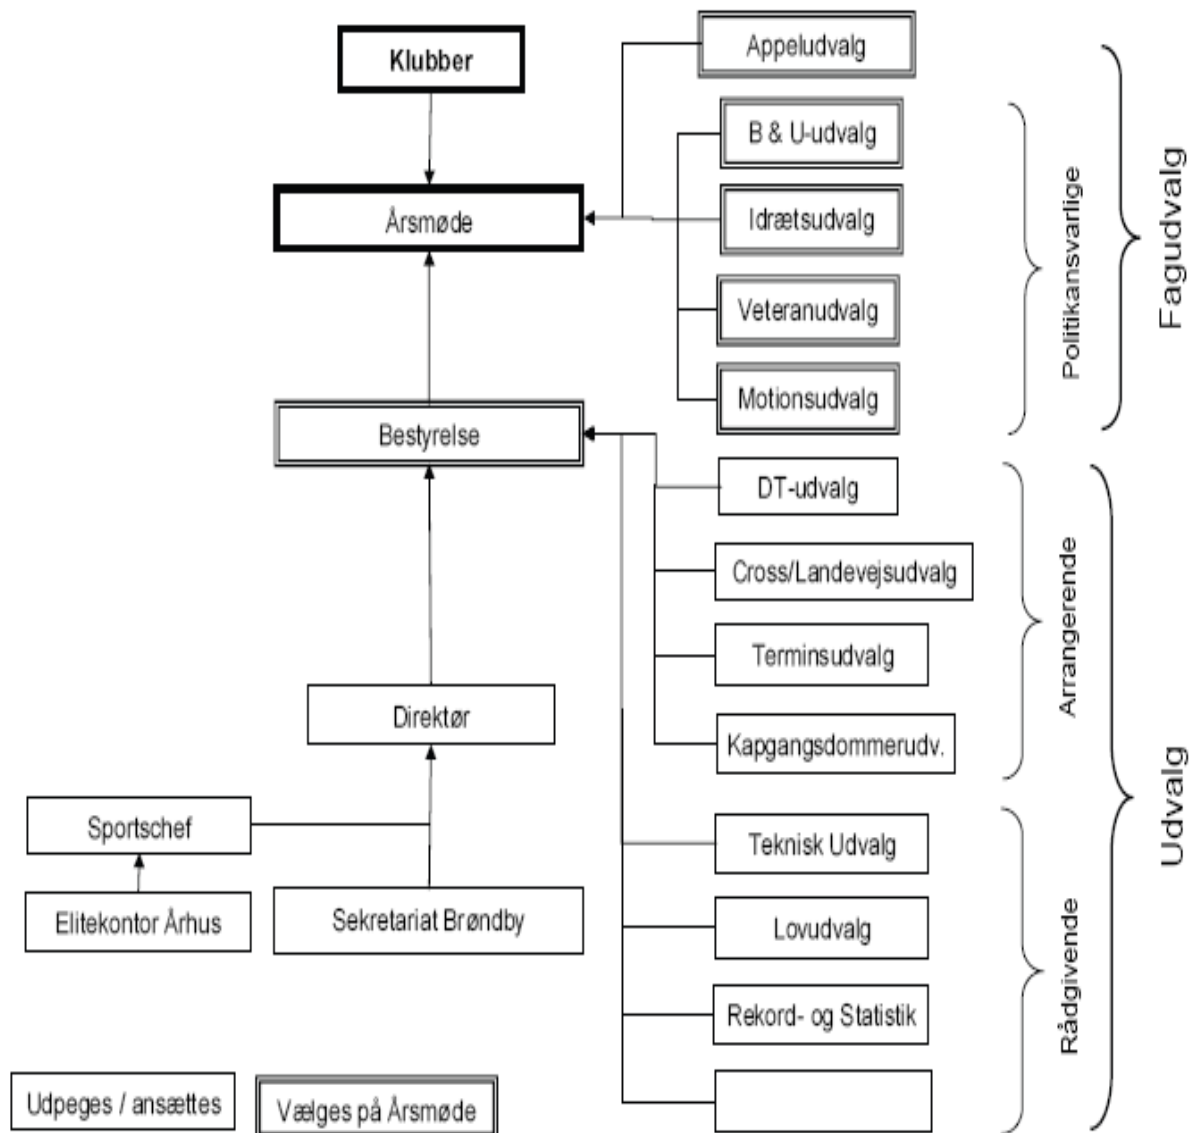 Klubber
Årsmøde
Bestyrelse
Direktør
Sportschef
Elitekontor Århus
Sekretariat Brøndby
Udpeges / ansættes
Vælges på Årsmøde
Appeludvalg
B & U-udvalg
Idrætsudvalg
Veteranudvalg
Motionsudvalg
DT-udvalg
Cross/Landevejsudvalg
Terminsudvalg
Kapgangsdommerudv.
Teknisk Udvalg
Lovudvalg
Rekord- og Statistik
Politikansvarlige
Arrangerende
Rådgivende
Fagudvalg
Udvalg